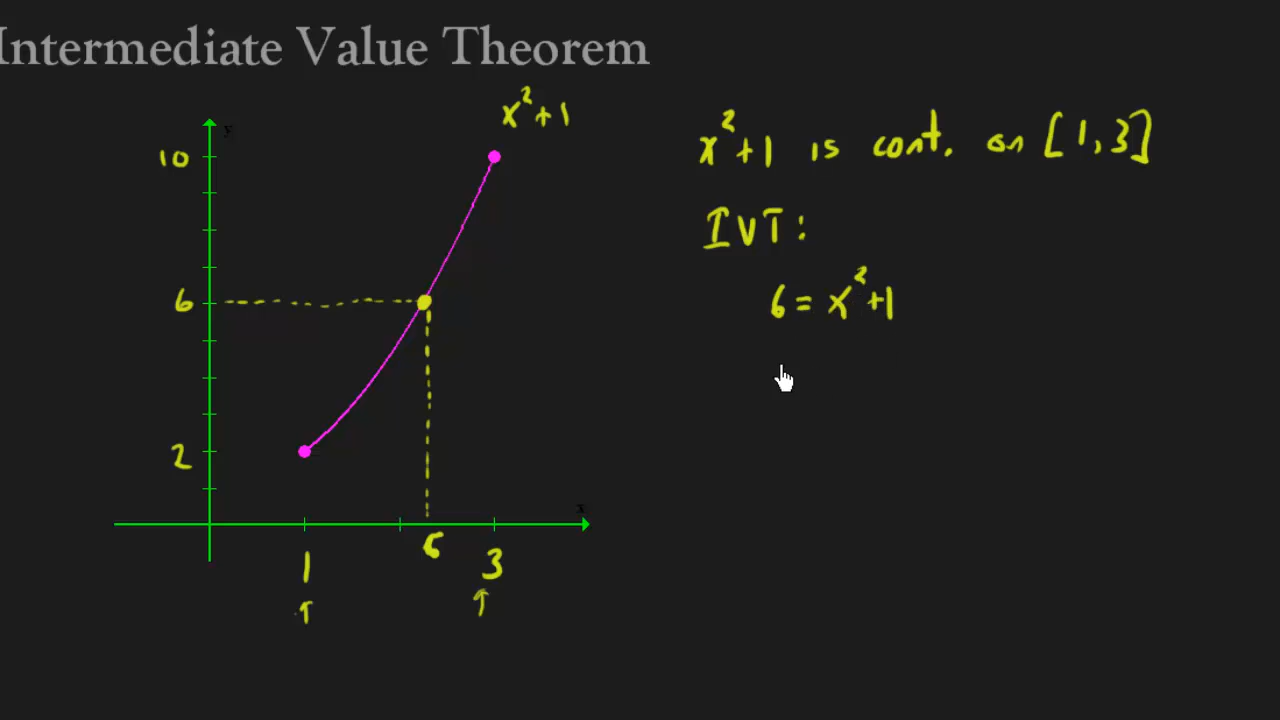 Intermediate Value Theorem
x²+1
y
10
6
2
x
1
3
x²+1 is cont. on [1,3]
IVT:
6=x²+1